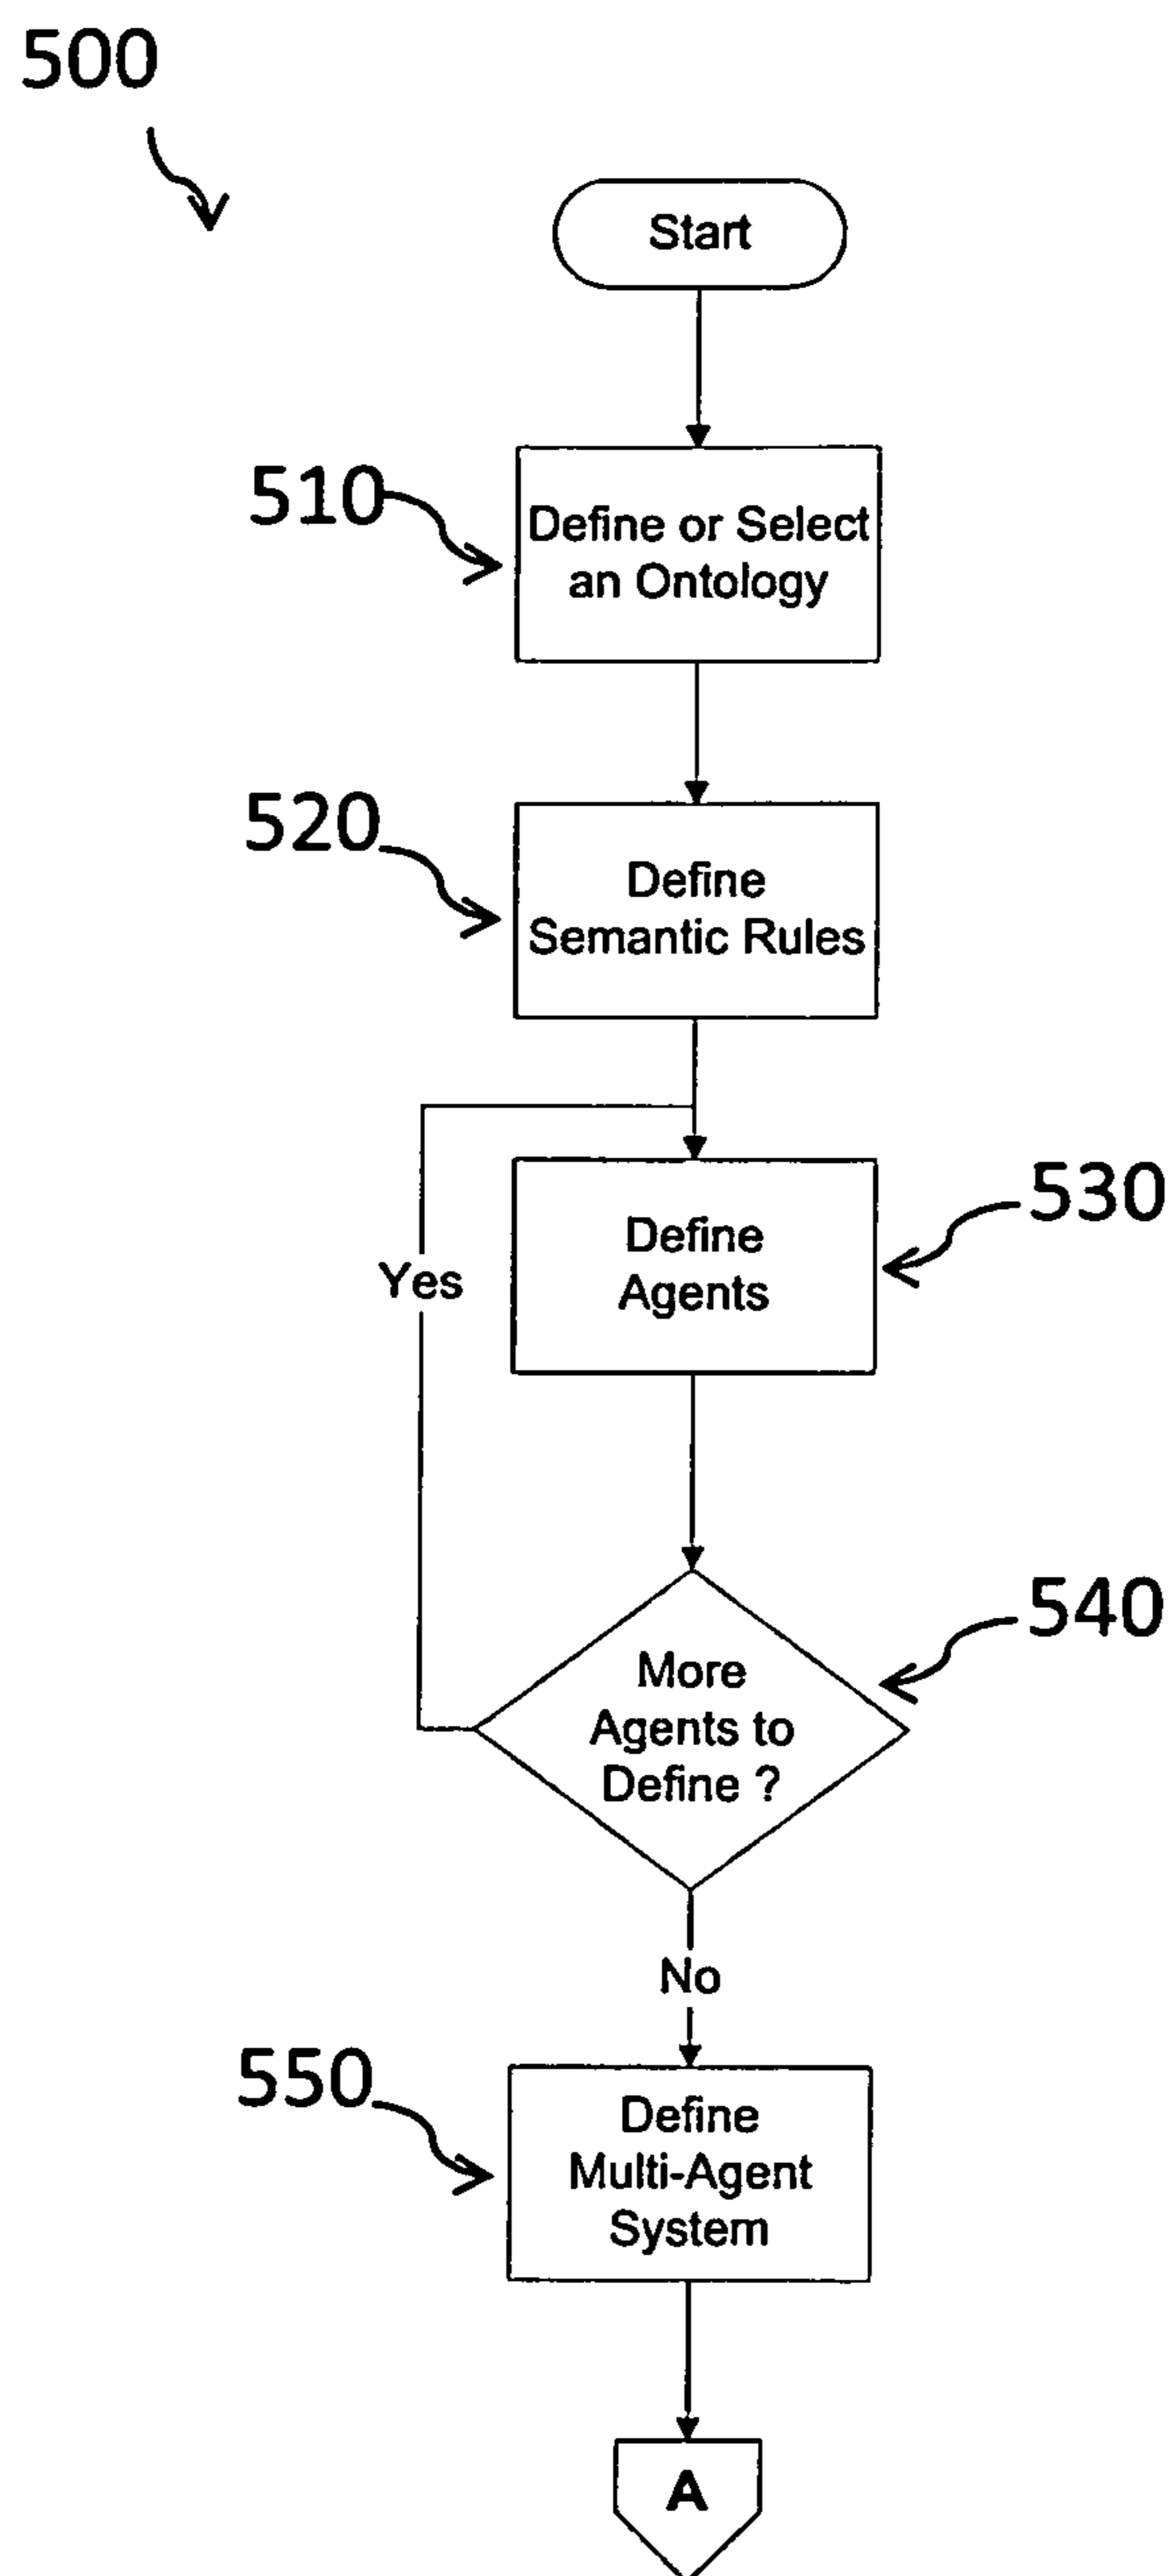 500
Start
510
Define or Select
an Ontology
520
Define
Semantic Rules
530
Define
Agents
Yes
540
More
Agents to
Define ?
No
550
Define
Multi-Agent
System
A